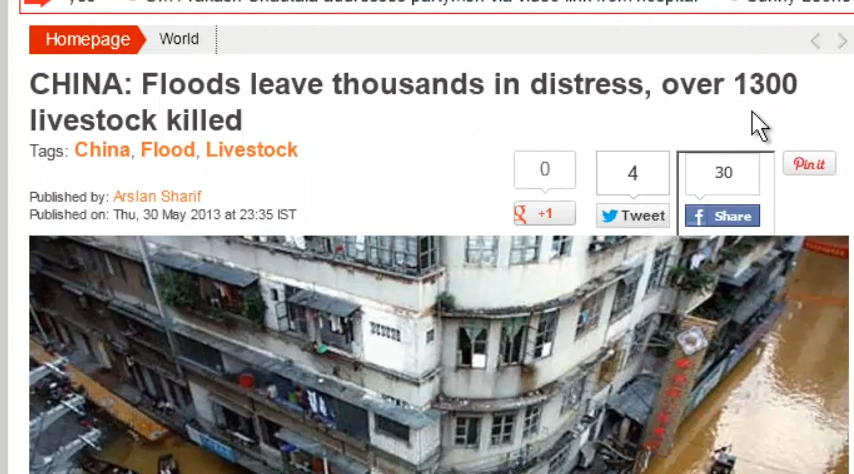 Homepage World
CHINA: Floods leave thousands in distress, over 1300
livestock killed
Tags: China, Flood, Livestock
Published by: Arslan Sharif
Published on: Thu, 30 May 2013 at 23:35 IST
0 4 30 Pin it
g +1 Tweet f Share